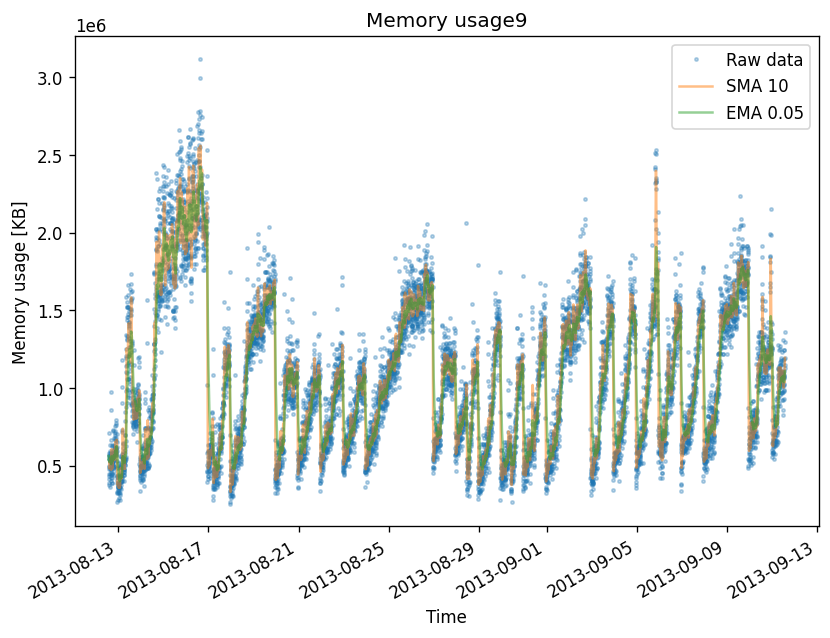 Memory usage9
1e6
Raw data
SMA 10
EMA 0.05
3.0
2.5
2.0
1.5
1.0
0.5
Memory usage [KB]
2013-08-13
2013-08-17
2013-08-21
2013-08-25
2013-08-29
2013-09-01
2013-09-05
2013-09-09
2013-09-13
Time